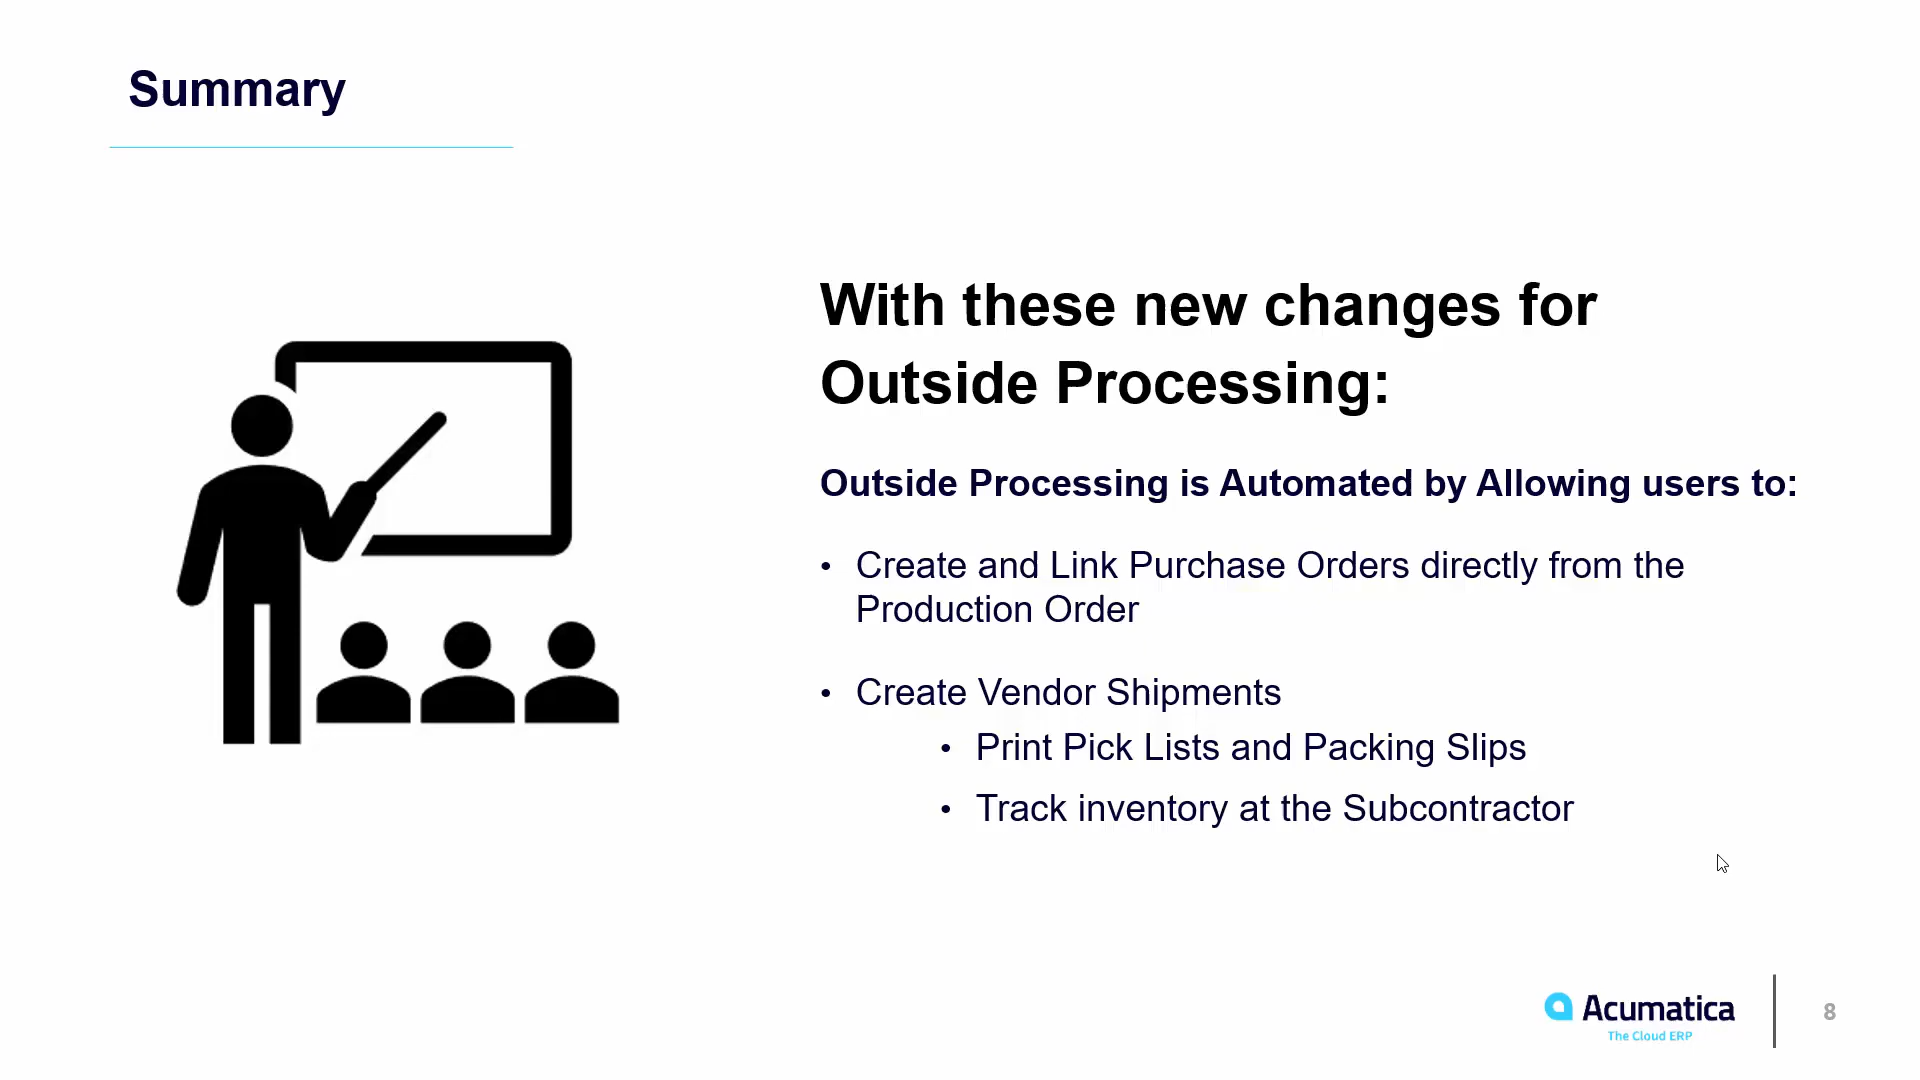 Summary
With these new changes for
Outside Processing:
Outside Processing is Automated by Allowing users to:
• Create and Link Purchase Orders directly from the
Production Order
• Create Vendor Shipments
• Print Pick Lists and Packing Slips
• Track inventory at the Subcontractor
Acumatica
The Cloud ERP
8